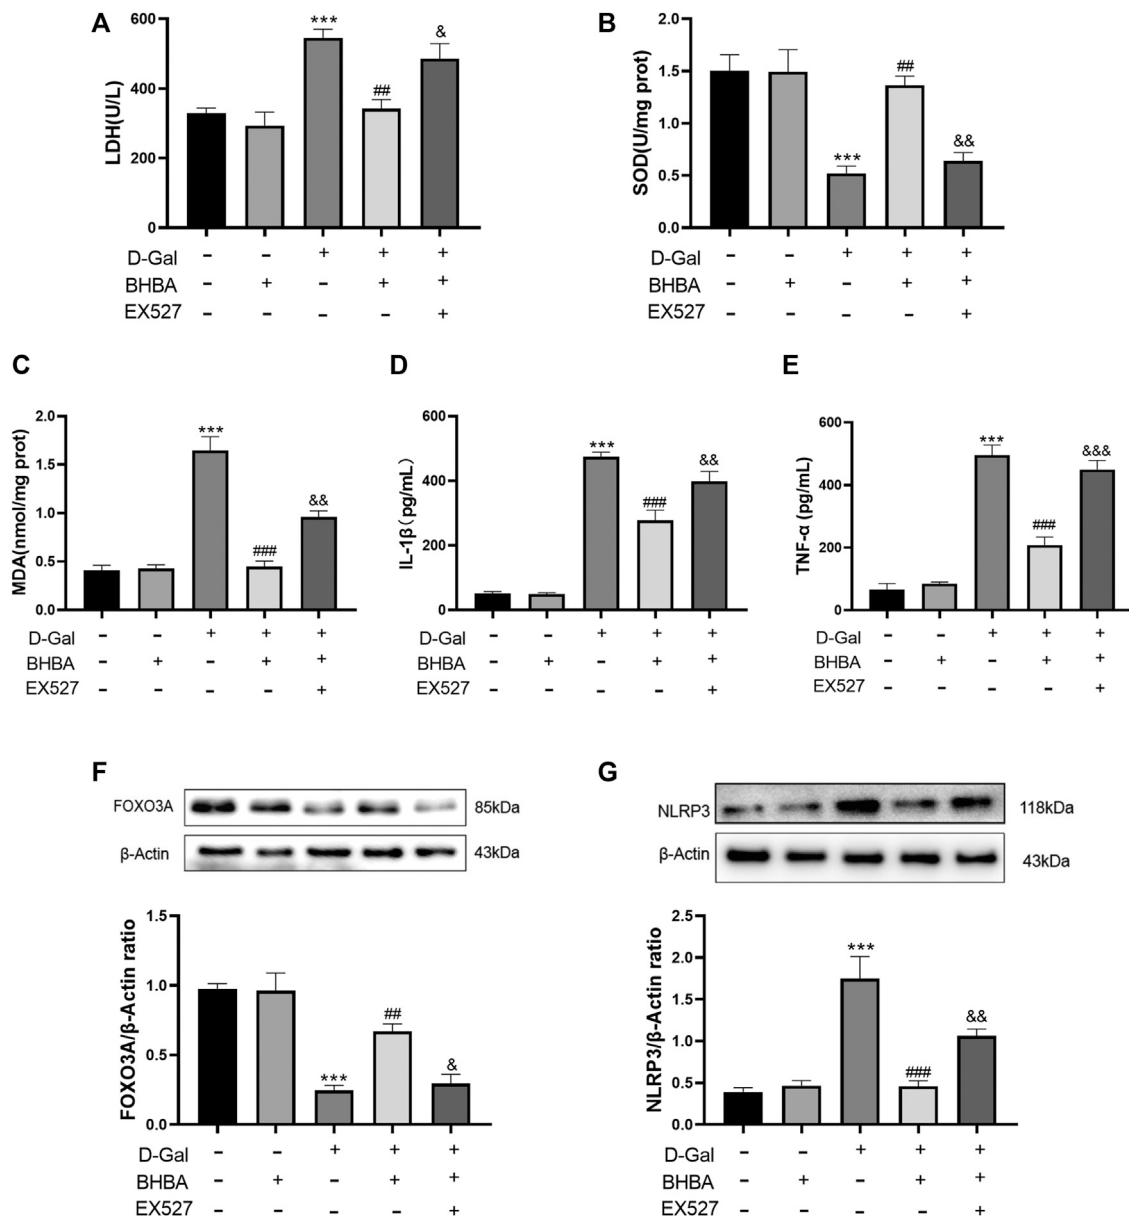 A
B
LDH(U/L)
600
400
200
0
***
##
&
D-Gal - - + + +
BHBA - + - + +
EX527 - - - - +
SOD(U/mg prot)
2.0
1.5
1.0
0.5
0.0
***
##
&&
D-Gal - - + + +
BHBA - + - + +
EX527 - - - - +
C
D
E
MDA(nmol/mg prot)
2.0
1.5
1.0
0.5
0.0
***
###
&&
D-Gal - - + + +
BHBA - + - + +
EX527 - - - - +
IL-1β(pg/mL)
600
400
200
0
***
###
&&
D-Gal - - + + +
BHBA - + - + +
EX527 - - - - +
TNF-α (pg/mL)
600
400
200
0
***
###
&&&
D-Gal - - + + +
BHBA - + - + +
EX527 - - - - +
F
FOXO3A 85kDa
β-Actin 43kDa
FOXO3A/β-Actin ratio
1.5
1.0
0.5
0.0
***
##
&
D-Gal - - + + +
BHBA - + - + +
EX527 - - - - +
G
NLRP3 118kDa
β-Actin 43kDa
NLRP3/β-Actin ratio
2.5
2.0
1.5
1.0
0.5
0.0
***
###
&&
D-Gal - - + + +
BHBA - + - + +
EX527 - - - - +